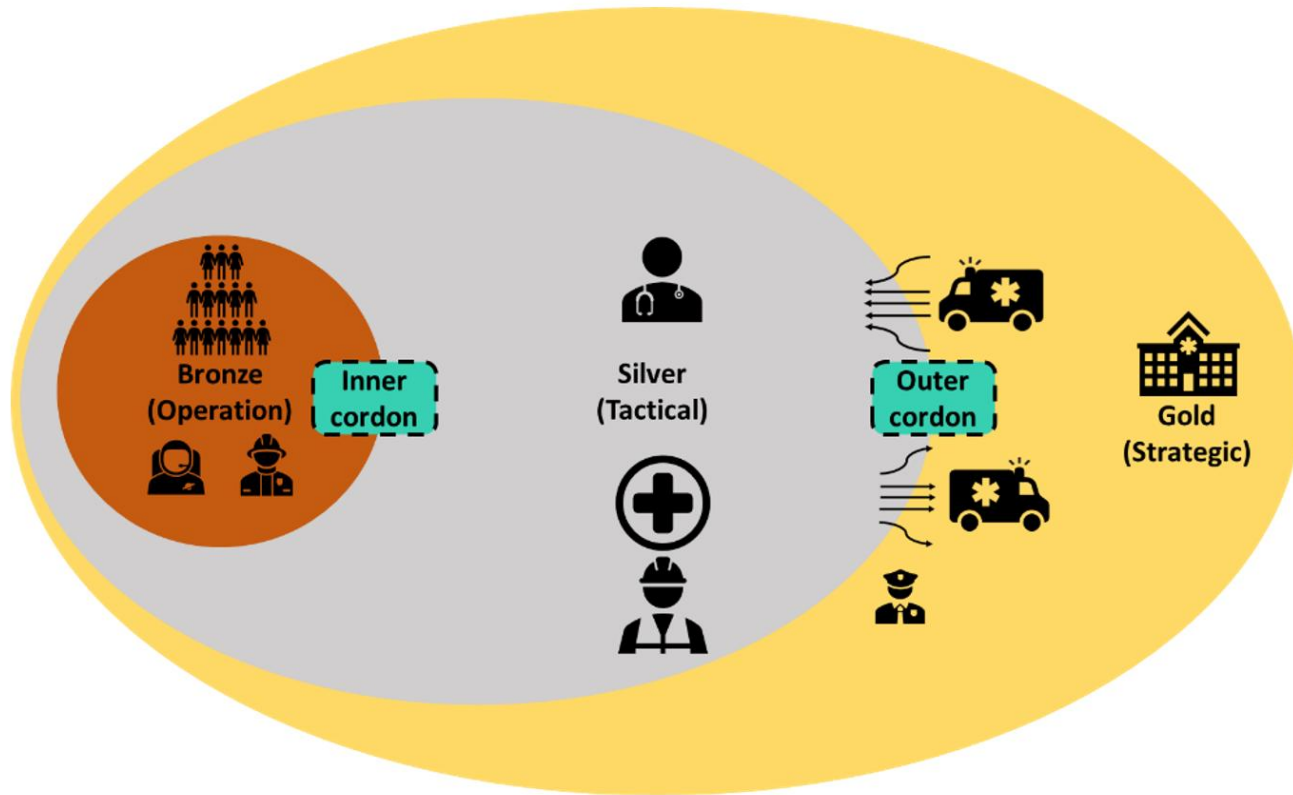 Bronze
(Operation)
Inner
cordon
Silver
(Tactical)
Outer
cordon
Gold
(Strategic)